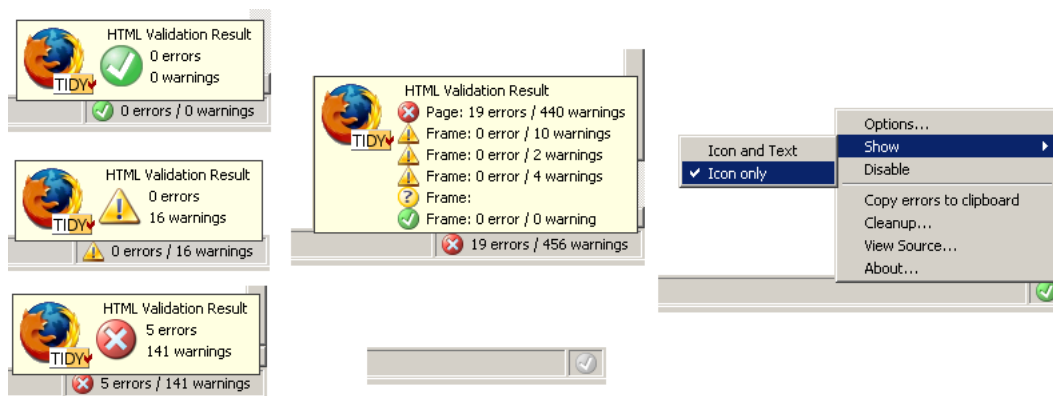 HTML Validation Result
0 errors
0 warnings
TIDY
0 errors / 0 warnings
HTML Validation Result
0 errors
16 warnings
TIDY
0 errors / 16 warnings
HTML Validation Result
5 errors
141 warnings
TIDY
5 errors / 141 warnings
HTML Validation Result
Page: 19 errors / 440 warnings
Frame: 0 error / 10 warnings
TIDY
Frame: 0 error / 2 warnings
Frame: 0 error / 4 warnings
Frame:
Frame: 0 error / 0 warning
19 errors / 456 warnings
Icon and Text
Icon only
Options...
Show
Disable
Copy errors to clipboard
Cleanup...
View Source...
About...